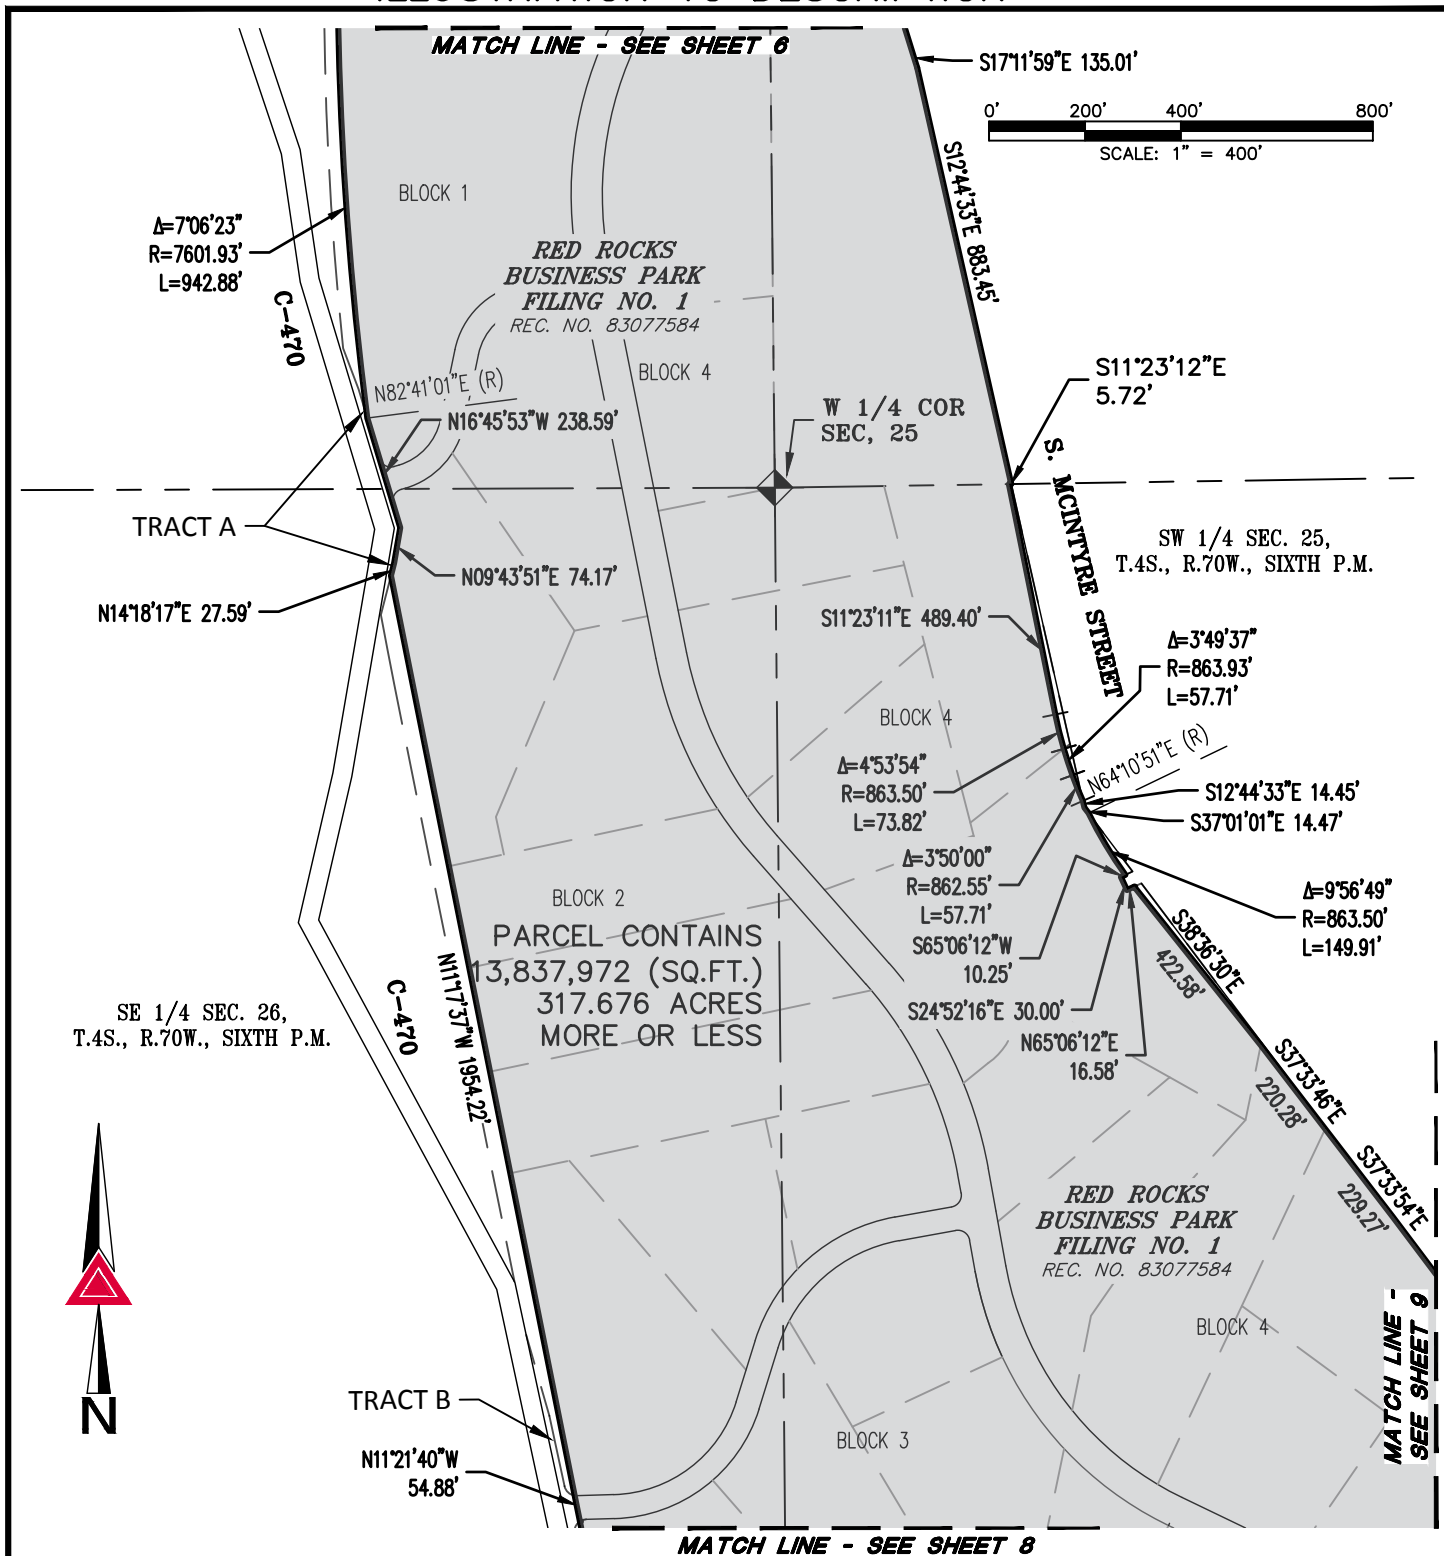 MATCH LINE - SEE SHEET 6
S17°11'59"E 135.01'
0' 200' 400' 800'
SCALE: 1" = 400'
S12°44'33"E 883.45'
BLOCK 1
Δ=7°06'23"
R=7601.93'
L=942.88'
RED ROCKS
BUSINESS PARK
FILING NO. 1
REC. NO. 83077584
C-470
BLOCK 4
N82°41'01"E (R)
S11°23'12"E
5.72'
N16°45'53"W 238.59'
W 1/4 COR
SEC, 25
S. MCINTYRE STREET
TRACT A
SW 1/4 SEC. 25,
T.4S., R.70W., SIXTH P.M.
N09°43'51"E 74.17'
N14°18'17"E 27.59'
S11°23'11"E 489.40'
Δ=3°49'37"
R=863.93'
L=57.71'
BLOCK 4
N64°10'51"E (R)
Δ=4°53'54"
R=863.50'
L=73.82'
S12°44'33"E 14.45'
S37°01'01"E 14.47'
Δ=3°50'00"
R=862.55'
L=57.71'
Δ=9°56'49"
R=863.50'
L=149.91'
BLOCK 2
PARCEL CONTAINS
13,837,972 (SQ.FT.)
317.676 ACRES
MORE OR LESS
S65°06'12"W
10.25'
S38°36'30"E
422.58'
N11°17'37"W 1954.22'
C-470
SE 1/4 SEC. 26,
T.4S., R.70W., SIXTH P.M.
S24°52'16"E 30.00'
N65°06'12"E
16.58'
S37°33'46"E
220.28'
S37°33'54"E
229.27'
RED ROCKS
BUSINESS PARK
FILING NO. 1
REC. NO. 83077584
BLOCK 4
MATCH LINE -
SEE SHEET 9
N
TRACT B
BLOCK 3
N11°21'40"W
54.88'
MATCH LINE - SEE SHEET 8